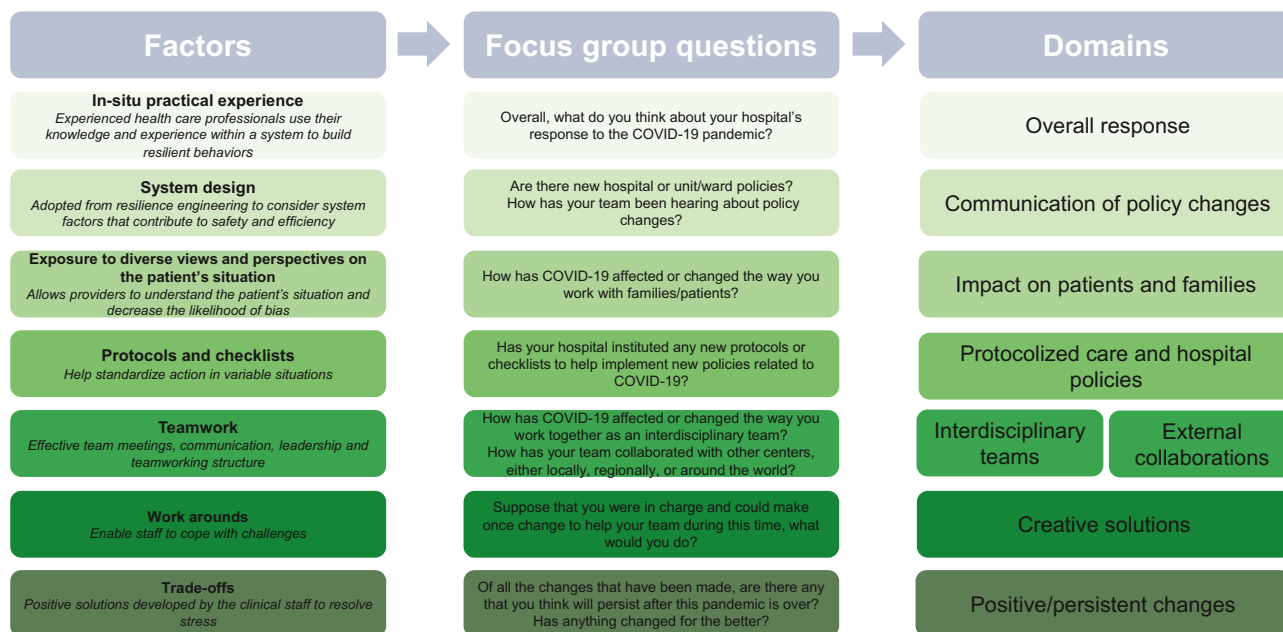 Factors
Focus group questions
Domains
In-situ practical experience
Experienced health care professionals use their
knowledge and experience within a system to build
resilient behaviors
Overall, what do you think about your hospital's
response to the COVID-19 pandemic?
Overall response
System design
Adopted from resilience engineering to consider system
factors that contribute to safety and efficiency
Are there new hospital or unit/ward policies?
How has your team been hearing about policy
changes?
Communication of policy changes
Exposure to diverse views and perspectives on
the patient's situation
Allows providers to understand the patient's situation and
decrease the likelihood of bias
How has COVID-19 affected or changed the way you
work with families/patients?
Impact on patients and families
Protocols and checklists
Help standardize action in variable situations
Has your hospital instituted any new protocols or
checklists to help implement new policies related to
COVID-19?
Protocolized care and hospital
policies
Teamwork
Effective team meetings, communication, leadership and
teamworking structure
How has COVID-19 affected or changed the way you
work together as an interdisciplinary team?
How has your team collaborated with other centers,
either locally, regionally, or around the world?
Interdisciplinary
teams
External
collaborations
Work arounds
Enable staff to cope with challenges
Suppose that you were in charge and could make
once change to help your team during this time, what
would you do?
Creative solutions
Trade-offs
Positive solutions developed by the clinical staff to resolve
stress
Of all the changes that have been made, are there any
that you think will persist after this pandemic is over?
Has anything changed for the better?
Positive/persistent changes